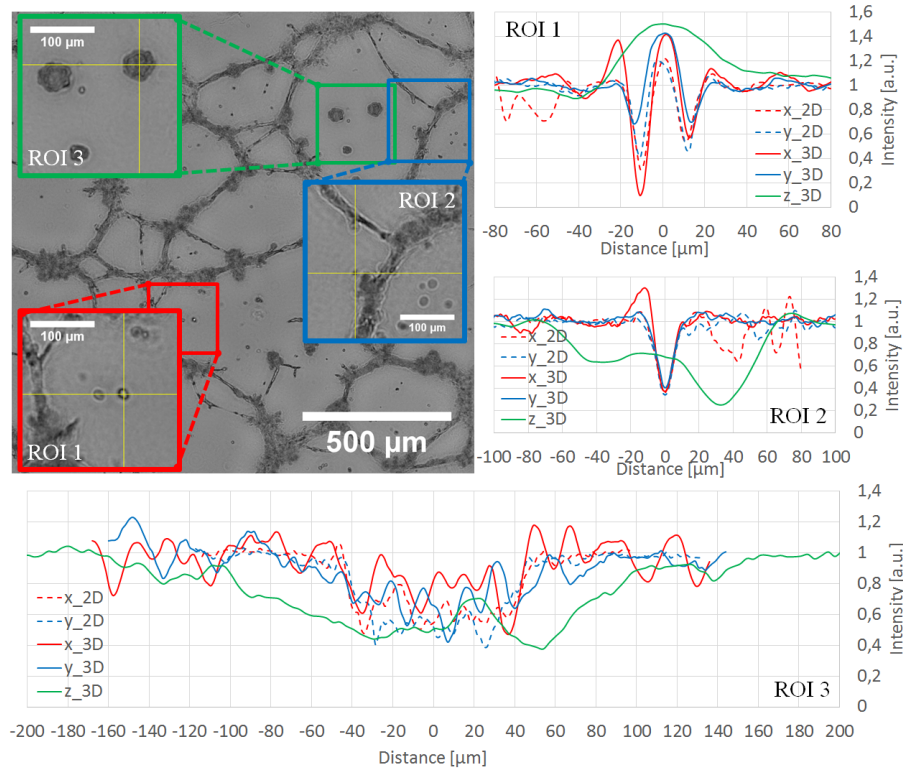 100 µm
ROI 3
ROI 2
100 µm
100 µm
ROI 1
500 µm
ROI 1
1,6
1,4
1,2
1
0,8
0,6
0,4
0,2
0
Intensity [a.u.]
x_2D
y_2D
x_3D
y_3D
z_3D
-80 -60 -40 -20 0 20 40 60 80
Distance [µm]
1,4
1,2
1
0,8
0,6
0,4
0,2
0
Intensity [a.u.]
x_2D
y_2D
x_3D
y_3D
z_3D
ROI 2
-100 -80 -60 -40 -20 0 20 40 60 80 100
Distance [µm]
1,4
1,2
1
0,8
0,6
0,4
0,2
0
Intensity [a.u.]
x_2D
y_2D
x_3D
y_3D
z_3D
ROI 3
-200 -180 -160 -140 -120 -100 -80 -60 -40 -20 0 20 40 60 80 100 120 140 160 180 200
Distance [µm]